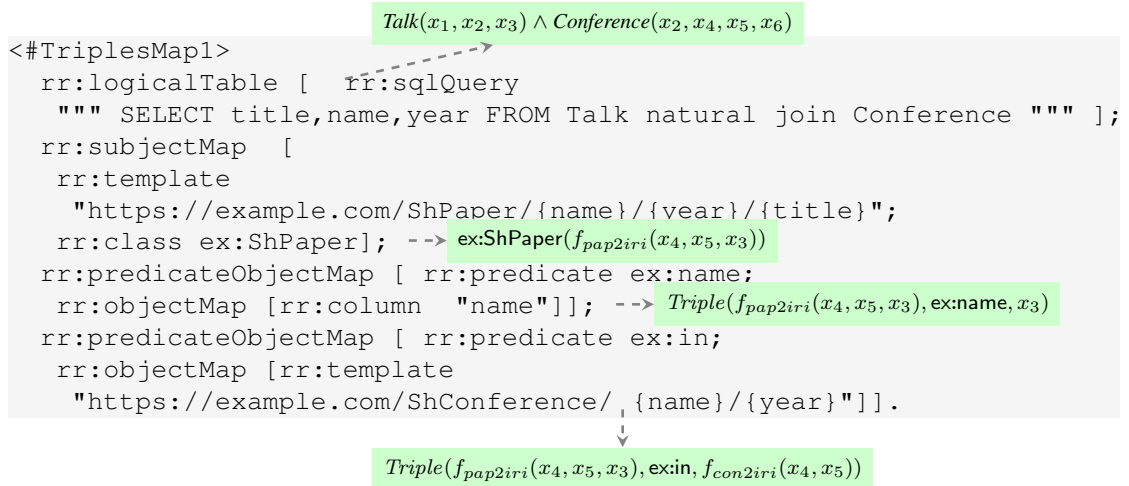 Talk(x₁, x₂, x₃) ∧ Conference(x₂, x₄, x₅, x₆)
<#TriplesMap1>
rr:logicalTable [ rr:sqlQuery
""" SELECT title,name,year FROM Talk natural join Conference """ ];
rr:subjectMap [
rr:template
"https://example.com/ShPaper/{name}/{year}/{title}";
rr:class ex:ShPaper]; ex:ShPaper(f_pap2iri(x₄, x₅, x₃))
rr:predicateObjectMap [ rr:predicate ex:name;
rr:objectMap [rr:column "name"]]; Triple(f_pap2iri(x₄, x₅, x₃), ex:name, x₃)
rr:predicateObjectMap [ rr:predicate ex:in;
rr:objectMap [rr:template
"https://example.com/ShConference/ {name}/{year}"]].
Triple(f_pap2iri(x₄, x₅, x₃), ex:in, f_con2iri(x₄, x₅))